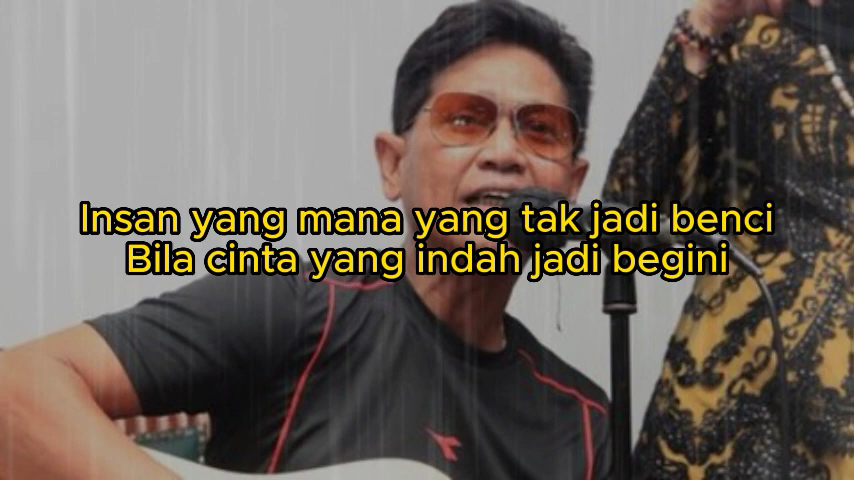 Insan yang mana yang tak jadi benci
Bila cinta yang indah jadi begini